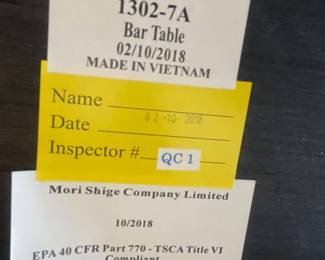 1302-7A
Bar Table
02/10/2018
MADE IN VIETNAM
Name
Date 02-10-2018
Inspector # QC 1
Mori Shige Company Limited
10/2018
EPA 40 CFR Part 770 - TSCA Title VI
Compliant